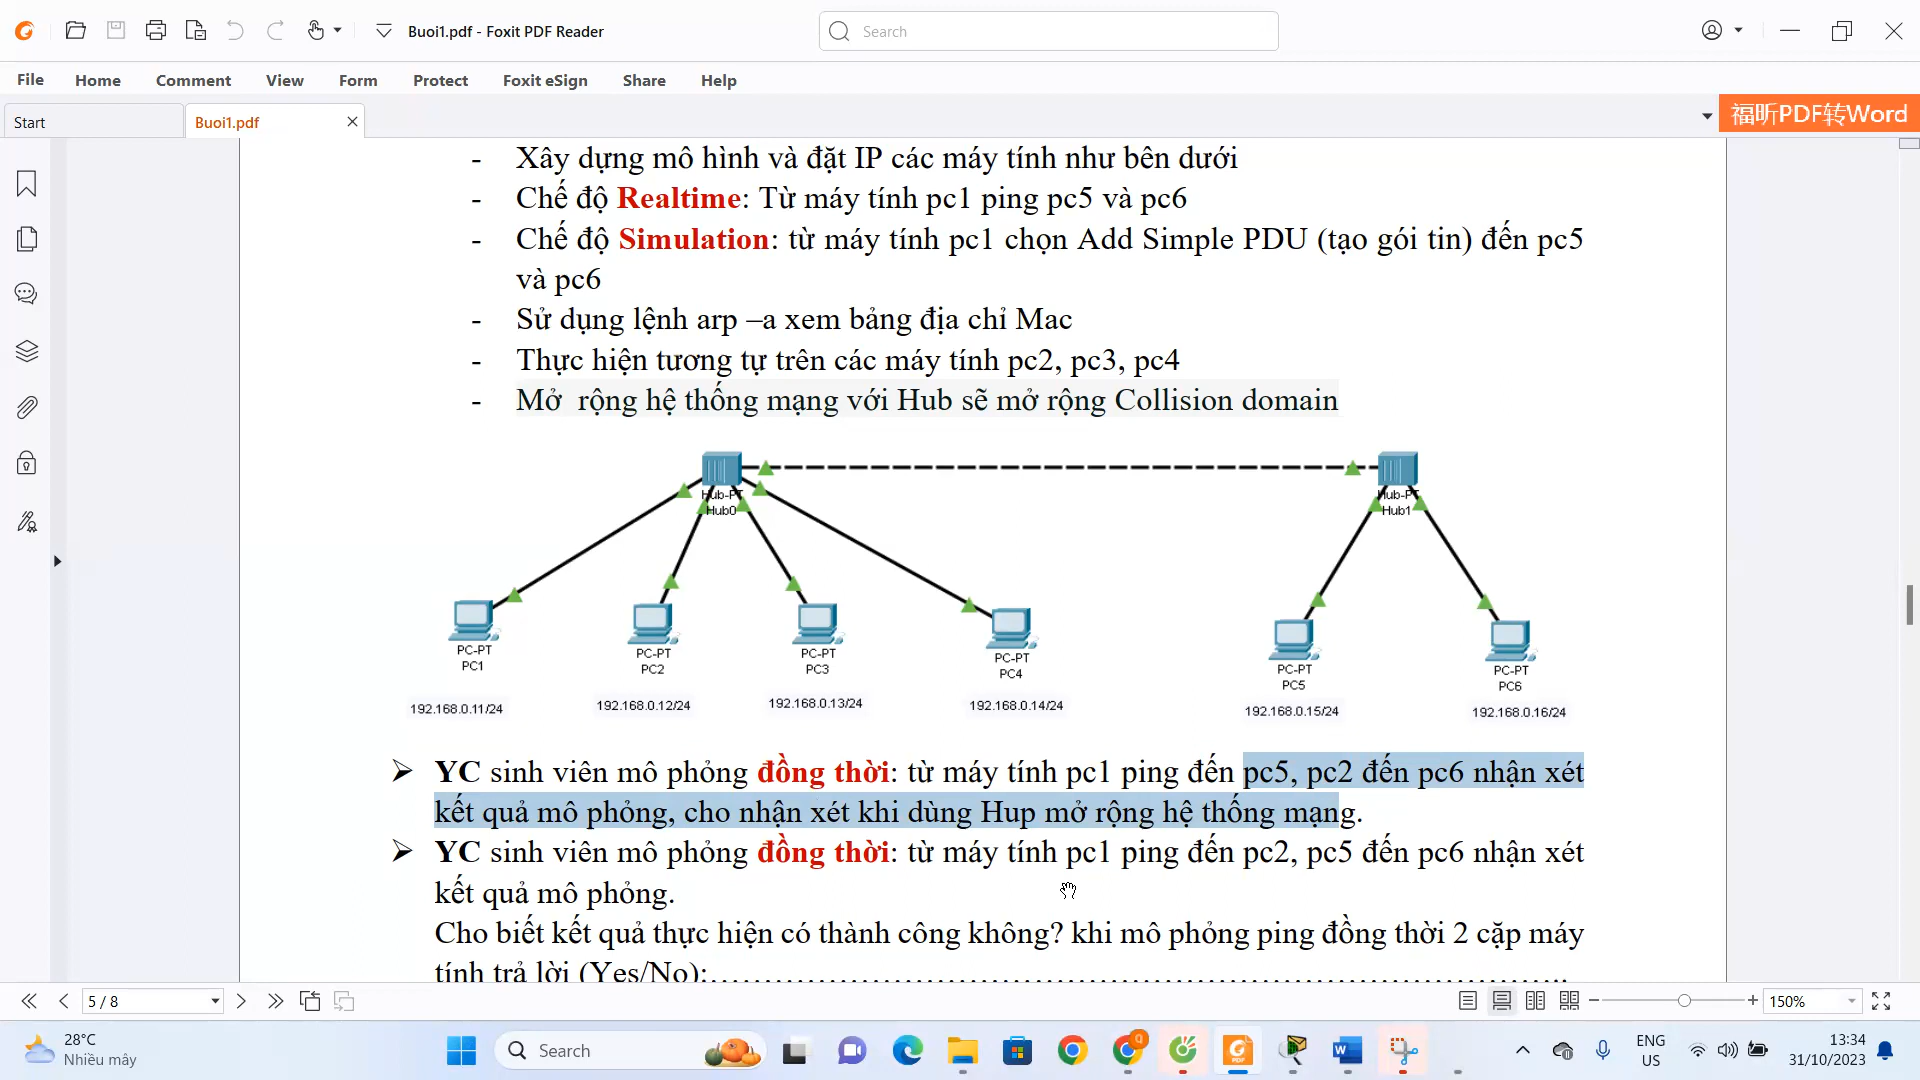 Buoi1.pdf - Foxit PDF Reader
Search
File Home Comment View Form Protect Foxit eSign Share Help
Start
Buoi1.pdf
福昕PDF转Word
- Xây dựng mô hình và đặt IP các máy tính như bên dưới
- Chế độ Realtime: Từ máy tính pc1 ping pc5 và pc6
- Chế độ Simulation: từ máy tính pc1 chọn Add Simple PDU (tạo gói tin) đến pc5
và pc6
- Sử dụng lệnh arp –a xem bảng địa chỉ Mac
- Thực hiện tương tự trên các máy tính pc2, pc3, pc4
- Mở rộng hệ thống mạng với Hub sẽ mở rộng Collision domain
Hub-PT
Hub0
Hub-PT
Hub1
PC-PT
PC1
PC-PT
PC2
PC-PT
PC3
PC-PT
PC4
PC-PT
PC5
PC-PT
PC6
192.168.0.11/24
192.168.0.12/24
192.168.0.13/24
192.168.0.14/24
192.168.0.15/24
192.168.0.16/24
➢ YC sinh viên mô phỏng đồng thời: từ máy tính pc1 ping đến pc5, pc2 đến pc6 nhận xét
kết quả mô phỏng, cho nhận xét khi dùng Hup mở rộng hệ thống mạng.
➢ YC sinh viên mô phỏng đồng thời: từ máy tính pc1 ping đến pc2, pc5 đến pc6 nhận xét
kết quả mô phỏng.
Cho biết kết quả thực hiện có thành công không? khi mô phỏng ping đồng thời 2 cặp máy
tính trả lời (Yes/No):…………………………………………………………………..
5 / 8
150%
28°C
Nhiều mây
Search
ENG
US
13:34
31/10/2023